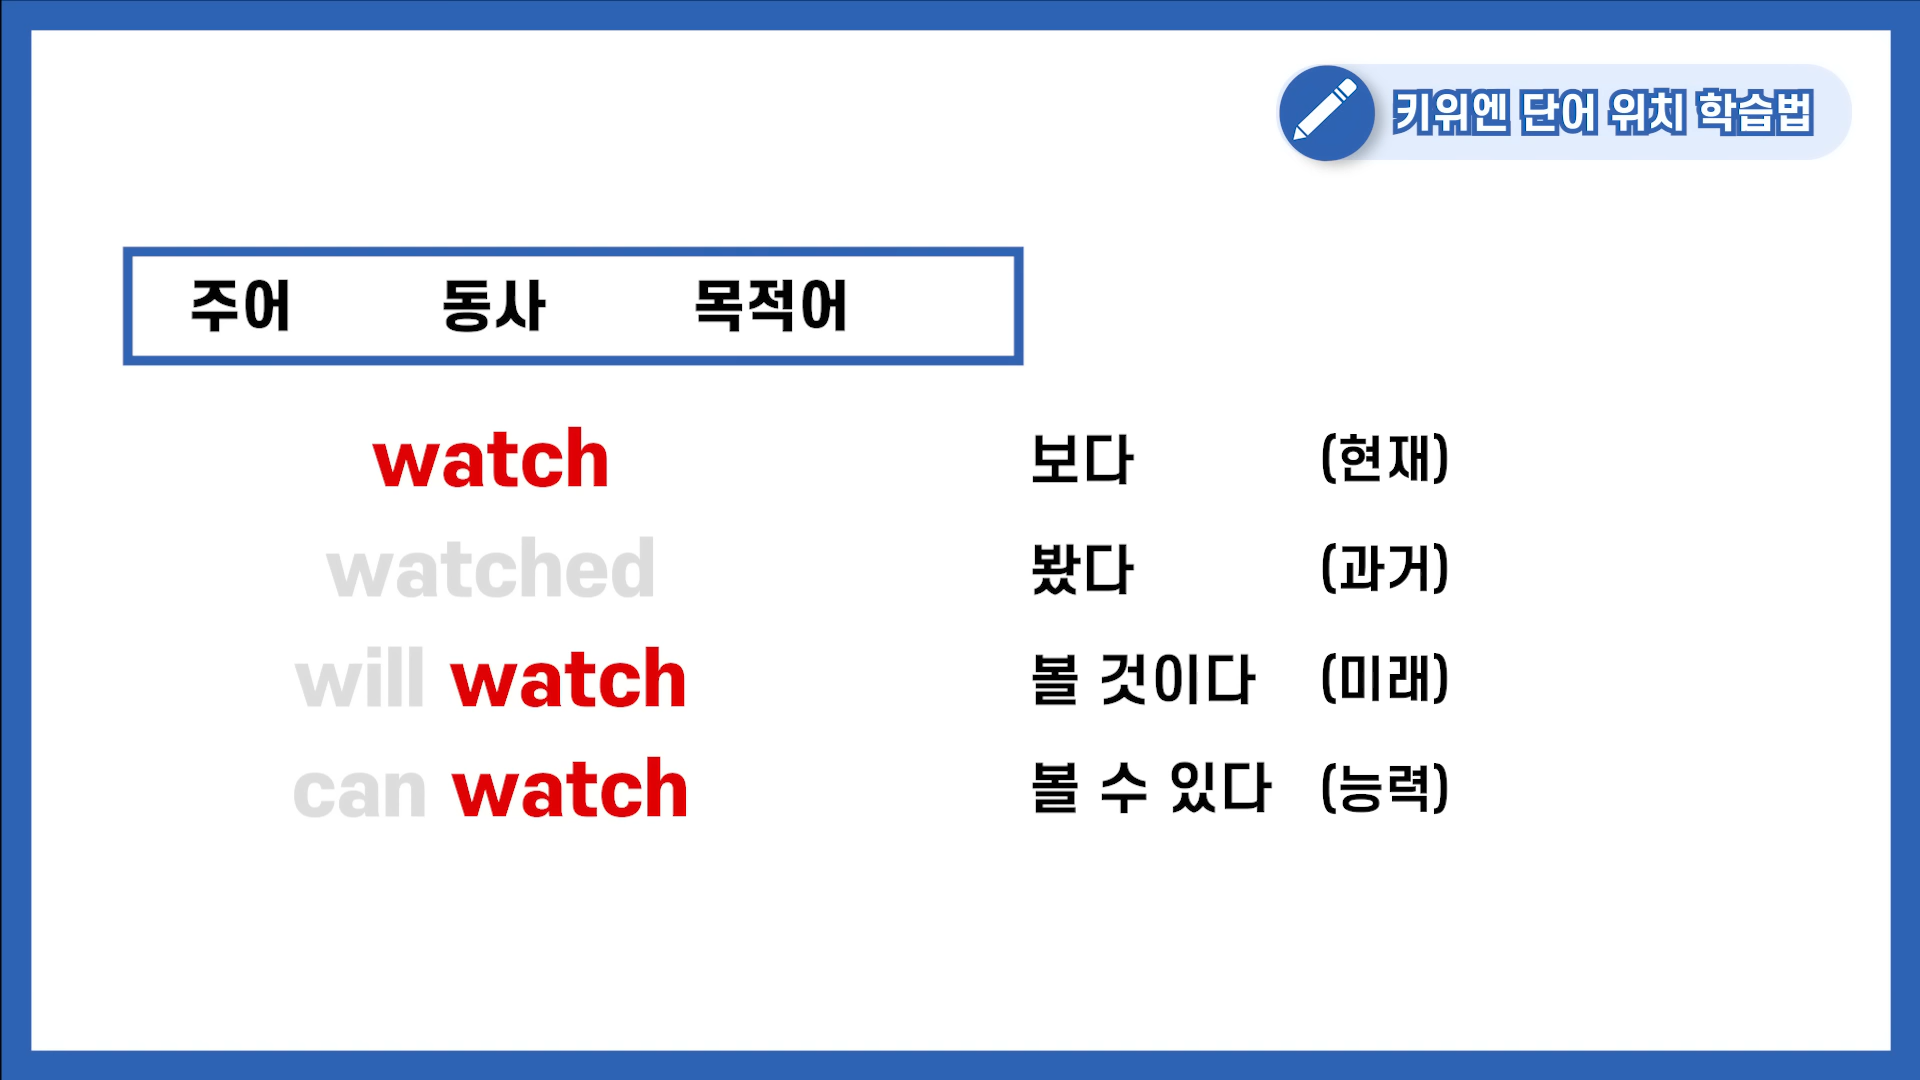 키위엔 단어 위치 학습법
주어 동사 목적어
watch 보다 (현재)
watched 봤다 (과거)
will watch 볼 것이다 (미래)
can watch 볼 수 있다 (능력)